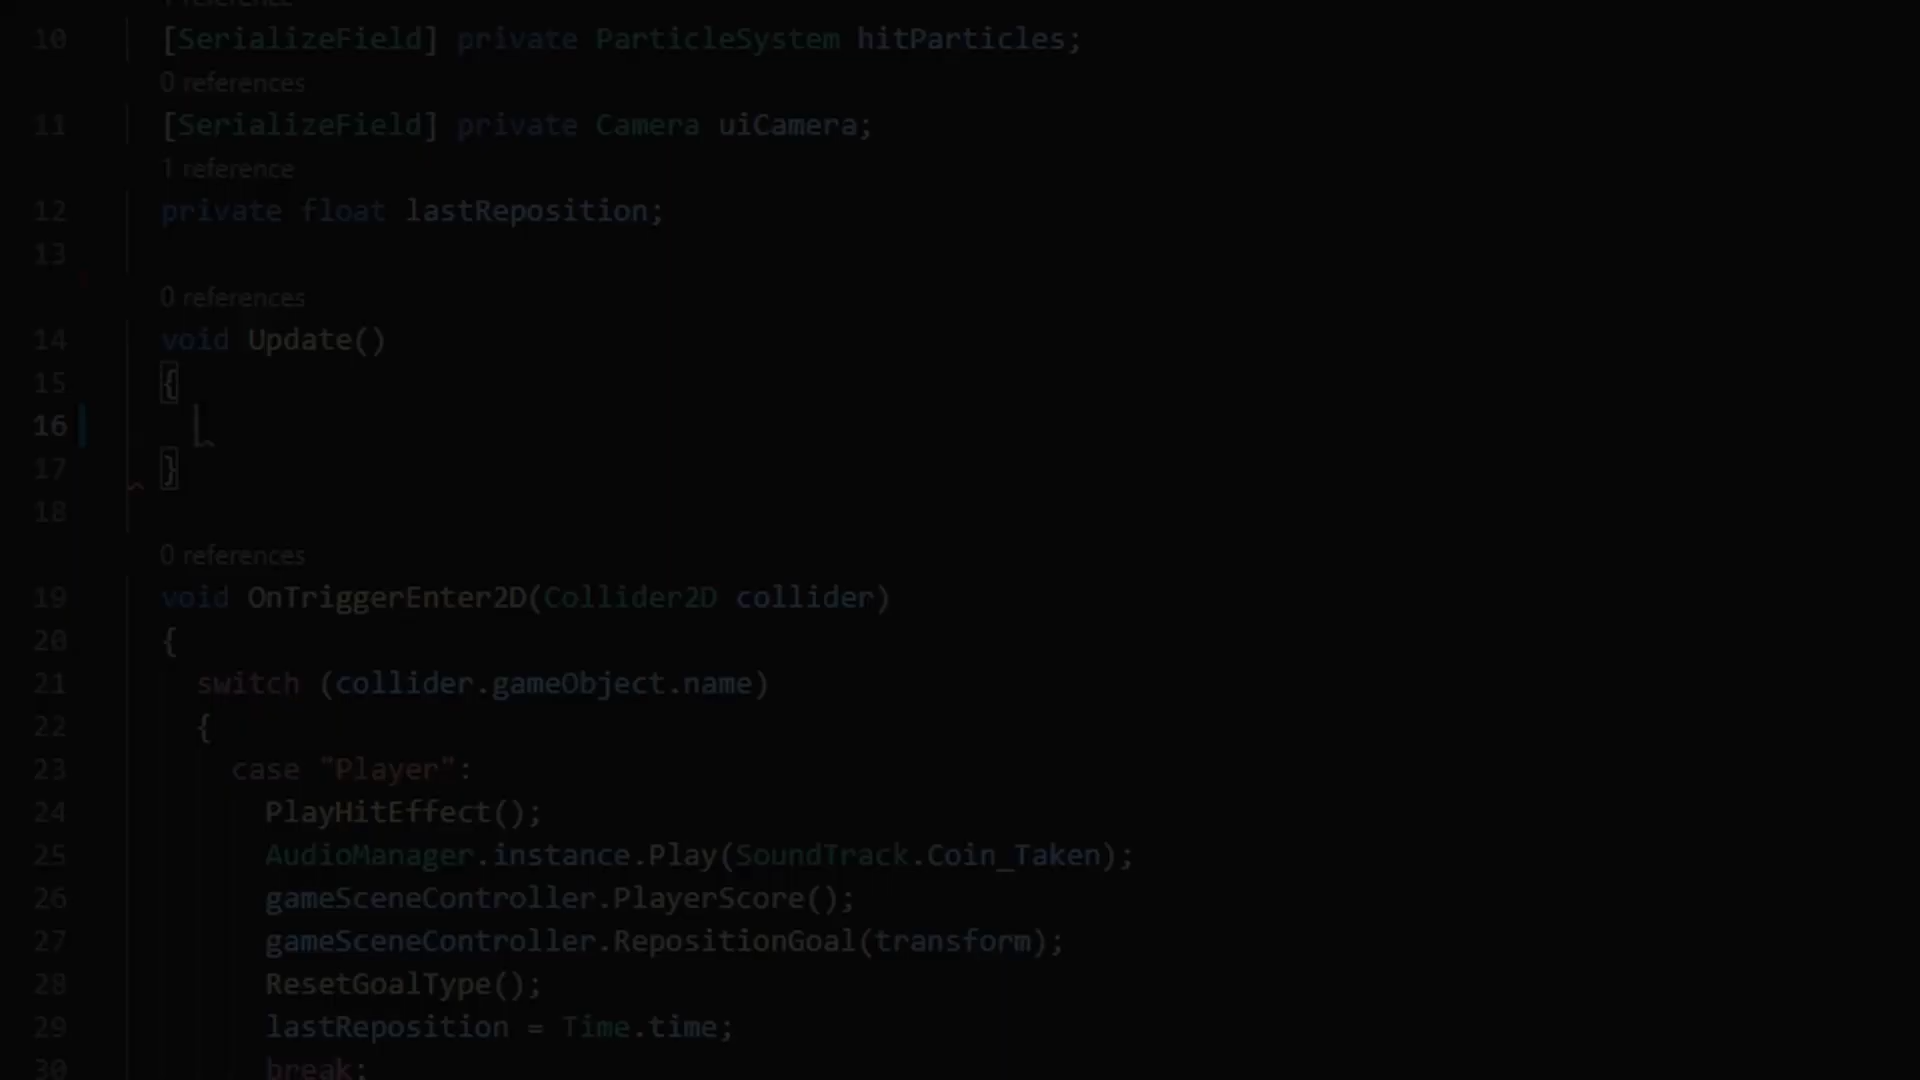 1 reference
10 [SerializeField] private ParticleSystem hitParticles;
0 references
11 [SerializeField] private Camera uiCamera;
1 reference
12 private float lastReposition;
13
0 references
14 void Update()
15 {
16
17 }
18
0 references
19 void OnTriggerEnter2D(Collider2D collider)
20 {
21 switch (collider.gameObject.name)
22 {
23 case "Player":
24 PlayHitEffect();
25 AudioManager.instance.Play(SoundTrack.Coin_Taken);
26 gameSceneController.PlayerScore();
27 gameSceneController.RepositionGoal(transform);
28 ResetGoalType();
29 lastReposition = Time.time;
30 break;